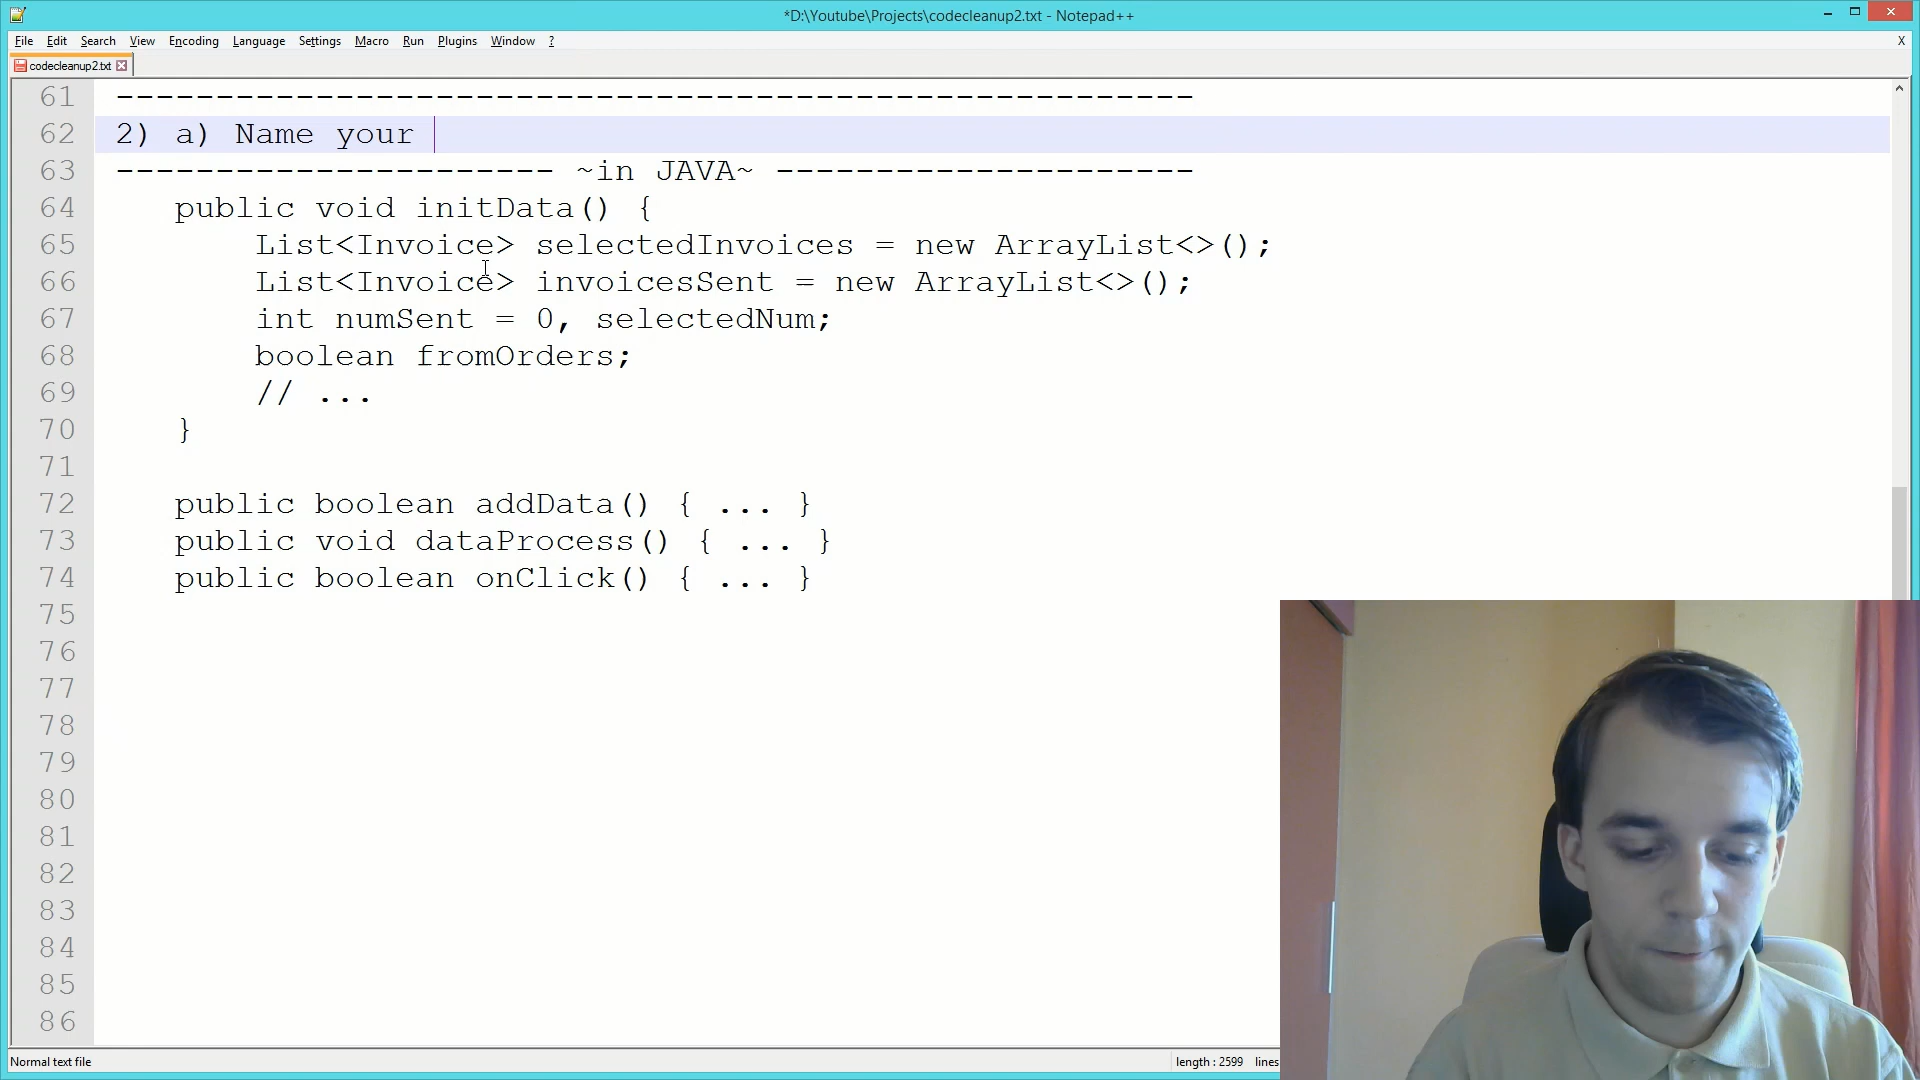 *D:\Youtube\Projects\codecleanup2.txt - Notepad++
File Edit Search View Encoding Language Settings Macro Run Plugins Window ? X
codecleanup2.txt
61 ------------------------------------------------------
62 2) a) Name your
63 ---------------------- ~in JAVA~ ---------------------
64 public void initData() {
65 List<Invoice> selectedInvoices = new ArrayList<>();
66 List<Invoice> invoicesSent = new ArrayList<>();
67 int numSent = 0, selectedNum;
68 boolean fromOrders;
69 // ...
70 }
71
72 public boolean addData() { ... }
73 public void dataProcess() { ... }
74 public boolean onClick() { ... }
75
76
77
78
79
80
81
82
83
84
85
86
Normal text file length : 2599 lines